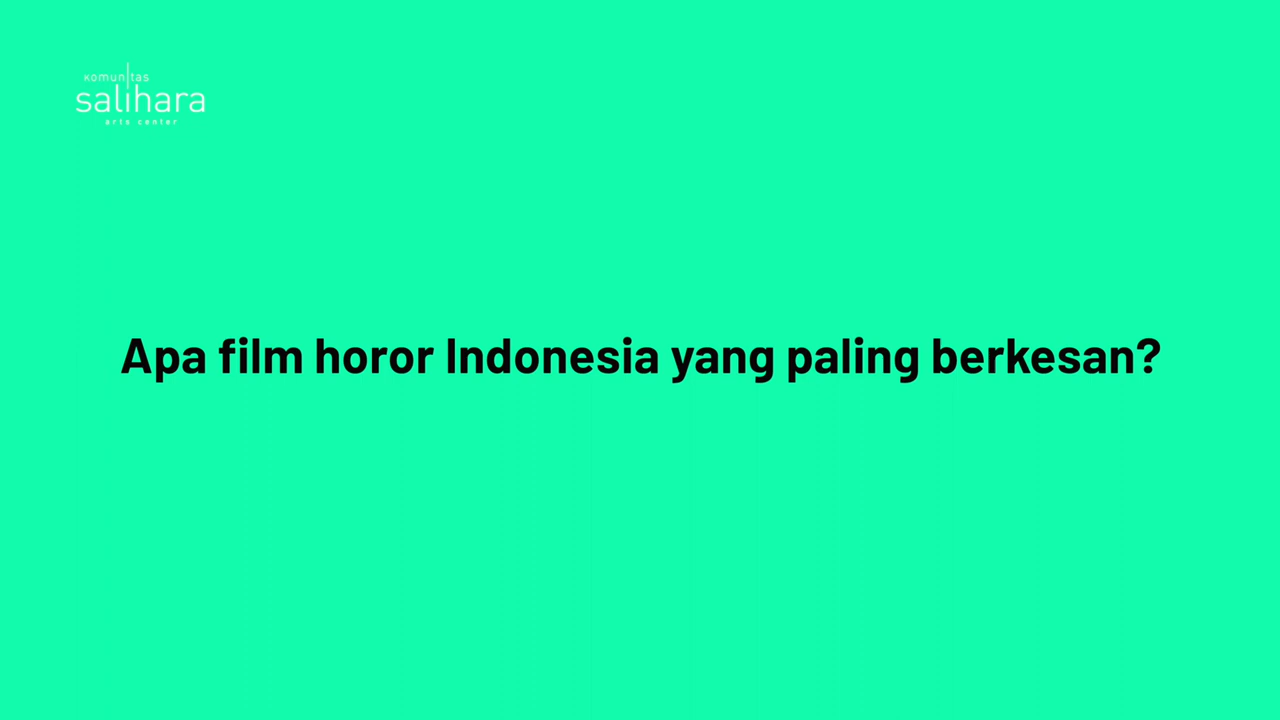 komunitas
salihara
arts center
Apa film horor Indonesia yang paling berkesan?